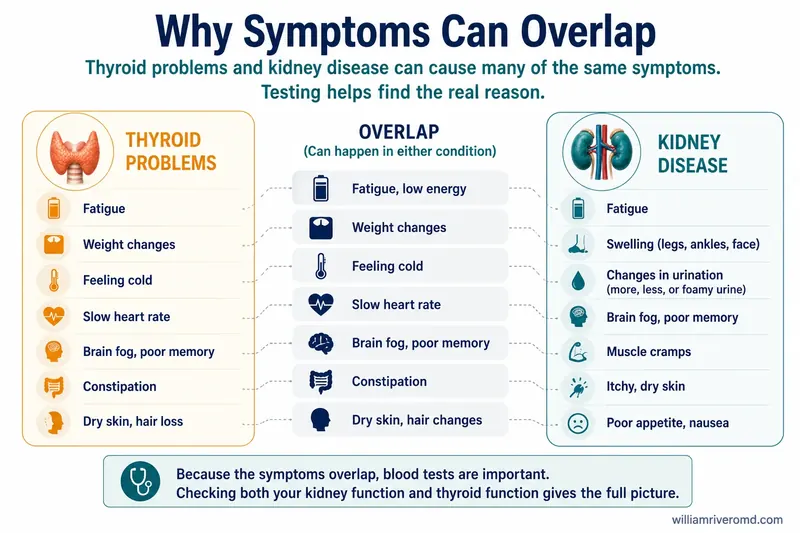 Why Symptoms Can Overlap
Thyroid problems and kidney disease can cause many of the same symptoms.
Testing helps find the real reason.
THYROID
PROBLEMS
Fatigue
Weight changes
Feeling cold
Slow heart rate
Brain fog, poor memory
Constipation
Dry skin, hair loss
OVERLAP
(Can happen in either condition)
Fatigue, low energy
Weight changes
Feeling cold
Slow heart rate
Brain fog, poor memory
Constipation
Dry skin, hair changes
KIDNEY
DISEASE
Fatigue
Swelling (legs, ankles, face)
Changes in urination
(more, less, or foamy urine)
Brain fog, poor memory
Muscle cramps
Itchy, dry skin
Poor appetite, nausea
Because the symptoms overlap, blood tests are important.
Checking both your kidney function and thyroid function gives the full picture.
williamriveromd.com